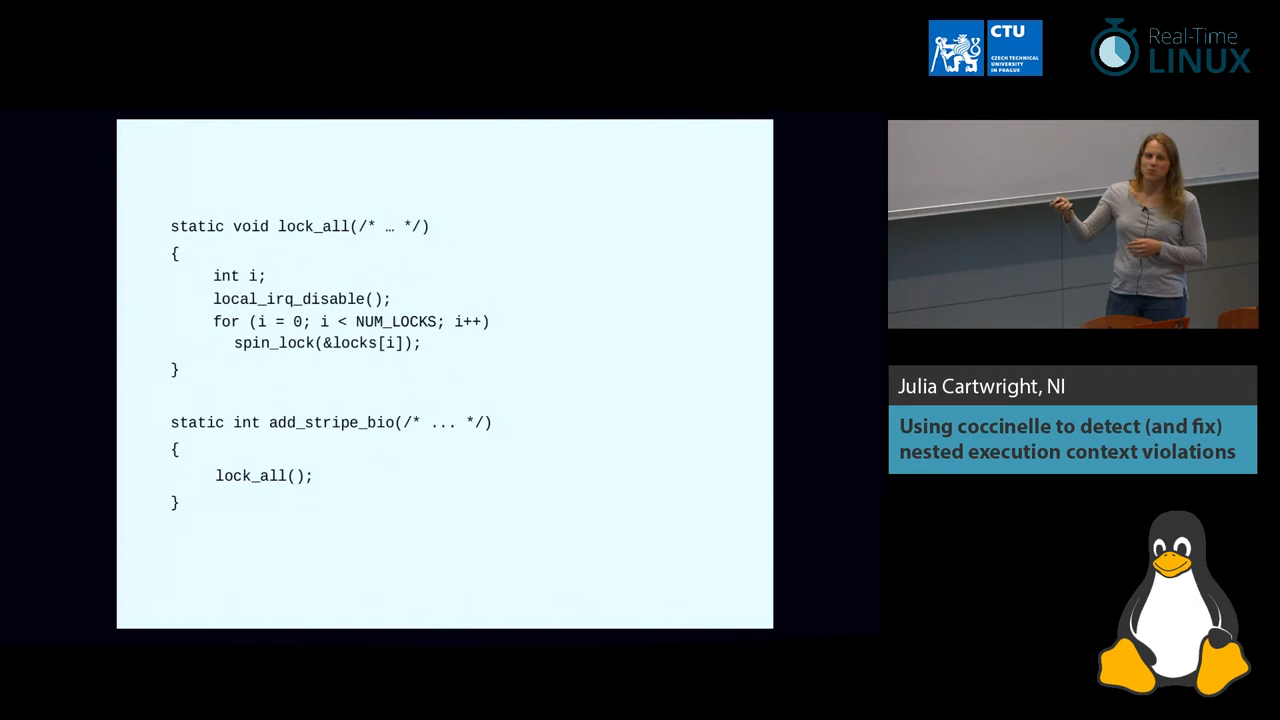 CTU
CZECH TECHNICAL
UNIVERSITY
IN PRAGUE
Real-Time
LINUX
static void lock_all(/* … */)
{
int i;
local_irq_disable();
for (i = 0; i < NUM_LOCKS; i++)
spin_lock(&locks[i]);
}
static int add_stripe_bio(/* ... */)
{
lock_all();
}
Julia Cartwright, NI
Using coccinelle to detect (and fix)
nested execution context violations